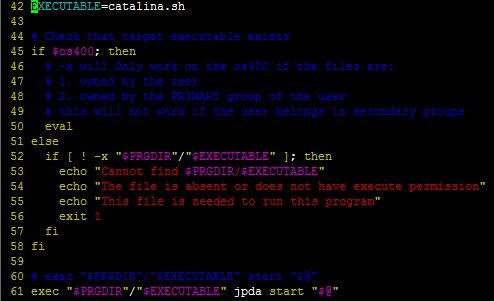 42 EXECUTABLE=catalina.sh
43
44 # Check that target executable exists
45 if $os400; then
46   # -x will Only work on the os400 if the files are:
47   # 1. owned by the user
48   # 2. owned by the PRIMARY group of the user
49   # this will not work if the user belongs in secondary groups
50   eval
51 else
52   if [ ! -x "$PRGDIR"/"$EXECUTABLE" ]; then
53     echo "Cannot find $PRGDIR/$EXECUTABLE"
54     echo "The file is absent or does not have execute permission"
55     echo "This file is needed to run this program"
56     exit 1
57   fi
58 fi
59
60 # exec "$PRGDIR"/"$EXECUTABLE" start "$@"
61 exec "$PRGDIR"/"$EXECUTABLE" jpda start "$@"